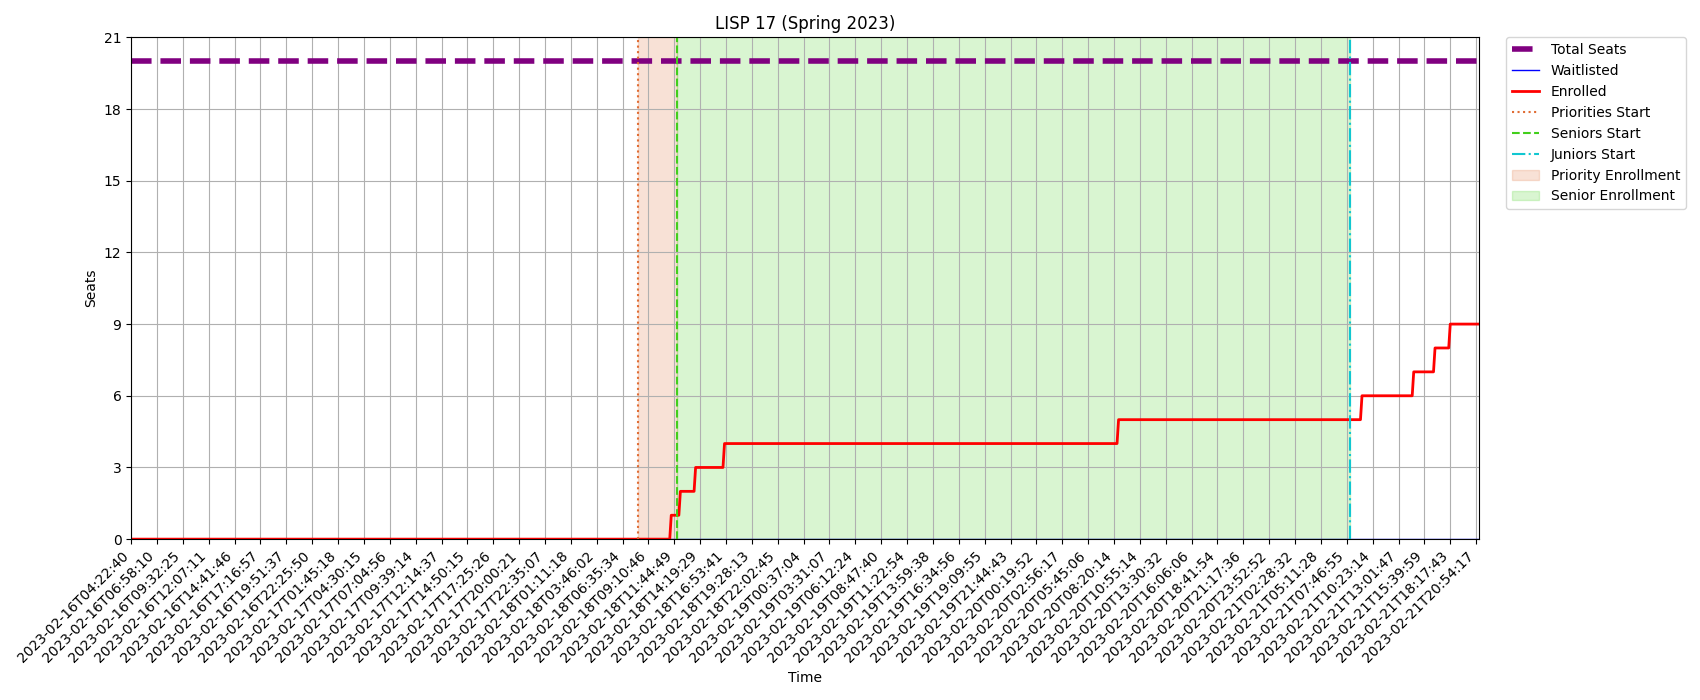 LISP 17 (Spring 2023)
21
18
15
12
9
6
3
0
Seats
2023-02-16T04:22:40
2023-02-16T06:58:10
2023-02-16T09:32:25
2023-02-16T12:07:11
2023-02-16T14:41:46
2023-02-16T17:16:57
2023-02-16T19:51:37
2023-02-16T22:25:50
2023-02-17T01:45:18
2023-02-17T04:30:15
2023-02-17T07:04:56
2023-02-17T09:39:14
2023-02-17T12:14:37
2023-02-17T14:50:15
2023-02-17T17:25:26
2023-02-17T20:00:21
2023-02-17T22:35:07
2023-02-18T01:11:18
2023-02-18T03:46:02
2023-02-18T06:35:34
2023-02-18T09:10:46
2023-02-18T11:44:49
2023-02-18T14:19:29
2023-02-18T16:53:41
2023-02-18T19:28:13
2023-02-18T22:02:45
2023-02-19T00:37:04
2023-02-19T03:31:07
2023-02-19T06:12:24
2023-02-19T08:47:40
2023-02-19T11:22:54
2023-02-19T13:59:38
2023-02-19T16:34:56
2023-02-19T19:09:55
2023-02-19T21:44:43
2023-02-20T00:19:52
2023-02-20T02:56:17
2023-02-20T05:45:06
2023-02-20T08:20:14
2023-02-20T10:55:14
2023-02-20T13:30:32
2023-02-20T16:06:06
2023-02-20T18:41:54
2023-02-20T21:17:36
2023-02-20T23:52:52
2023-02-21T02:28:32
2023-02-21T05:11:28
2023-02-21T07:46:55
2023-02-21T10:23:14
2023-02-21T13:01:47
2023-02-21T15:39:59
2023-02-21T18:17:43
2023-02-21T20:54:17
Time
Total Seats
Waitlisted
Enrolled
Priorities Start
Seniors Start
Juniors Start
Priority Enrollment
Senior Enrollment